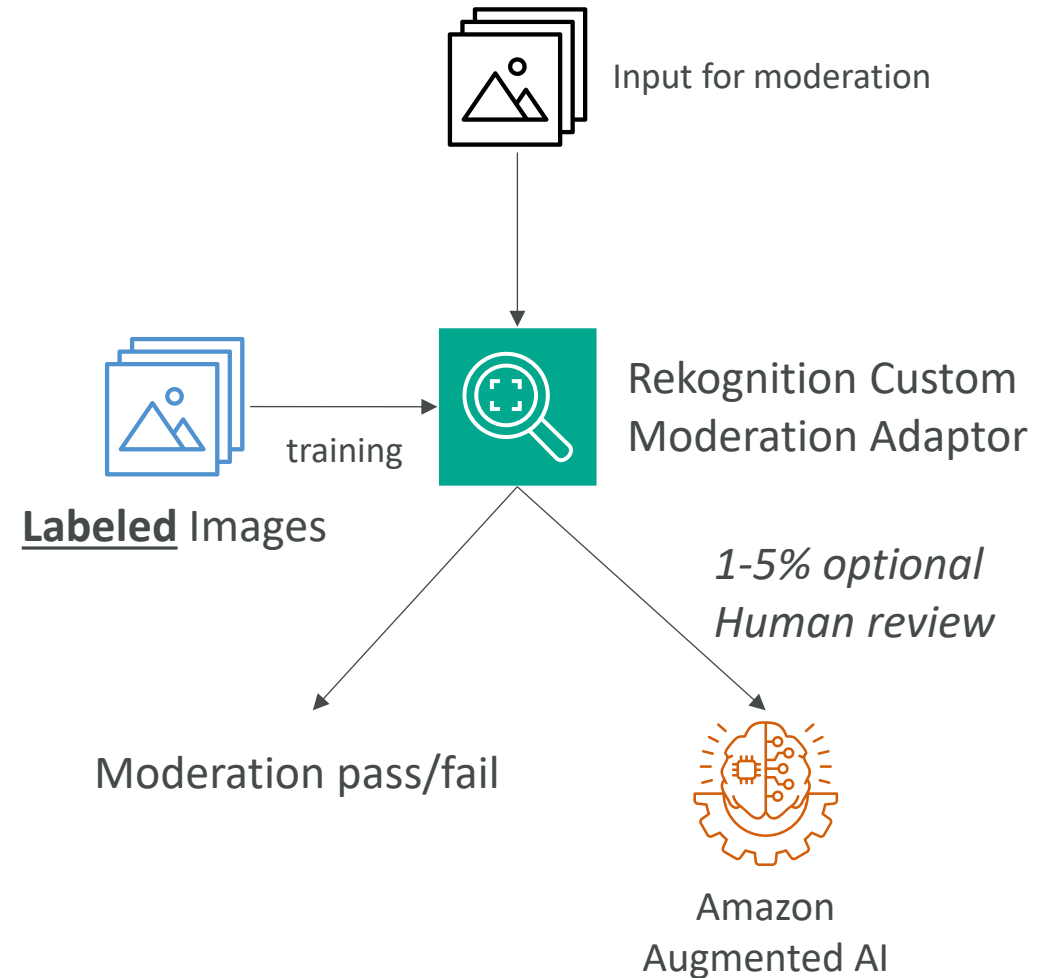 Input for moderation
training
Labeled Images
Rekognition Custom
Moderation Adaptor
1-5% optional
Human review
Moderation pass/fail
Amazon
Augmented AI